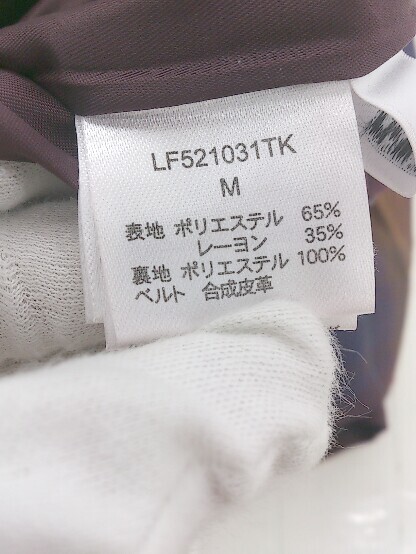 LF521031TK
M
表地 ポリエステル 65%
レーヨン 35%
裏地 ポリエステル 100%
ベルト 合成皮革